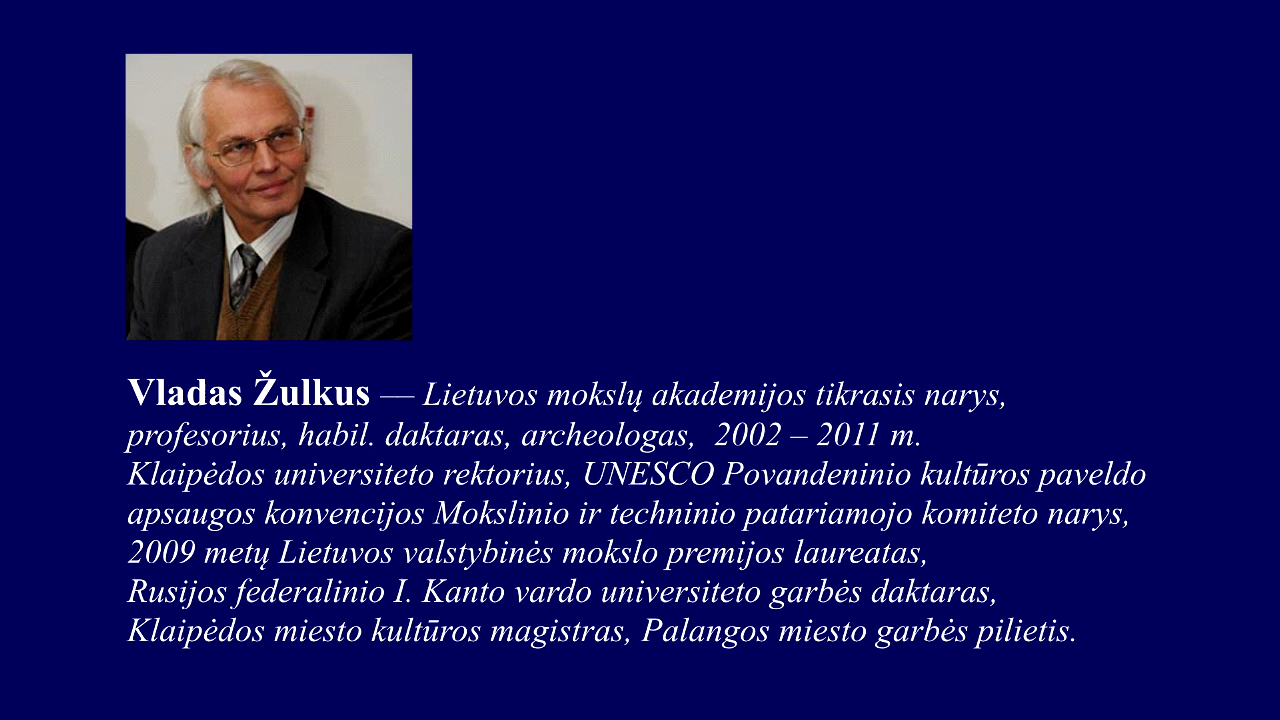 Vladas Žulkus — Lietuvos mokslų akademijos tikrasis narys,
profesorius, habil. daktaras, archeologas,  2002 – 2011 m.
Klaipėdos universiteto rektorius, UNESCO Povandeninio kultūros paveldo
apsaugos konvencijos Mokslinio ir techninio patariamojo komiteto narys,
2009 metų Lietuvos valstybinės mokslo premijos laureatas,
Rusijos federalinio I. Kanto vardo universiteto garbės daktaras,
Klaipėdos miesto kultūros magistras, Palangos miesto garbės pilietis.